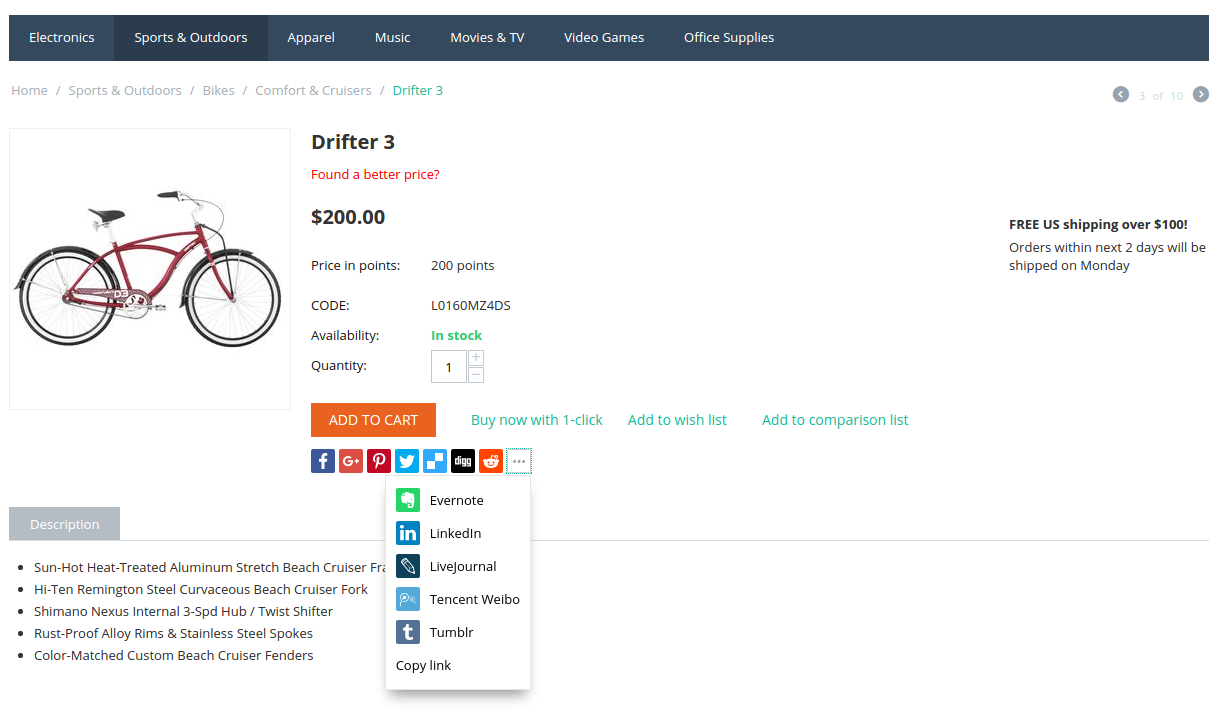 Electronics Sports & Outdoors Apparel Music Movies & TV Video Games Office Supplies
Home / Sports & Outdoors / Bikes / Comfort & Cruisers / Drifter 3
3 of 10
Drifter 3
Found a better price?
$200.00
FREE US shipping over $100!
Orders within next 2 days will be
shipped on Monday
Price in points: 200 points
CODE: L0160MZ4DS
Availability: In stock
Quantity: 1 + −
ADD TO CART Buy now with 1-click Add to wish list Add to comparison list
f G+ digg ···
Evernote
in LinkedIn
LiveJournal
Tencent Weibo
t Tumblr
Copy link
Description
Sun-Hot Heat-Treated Aluminum Stretch Beach Cruiser
Hi-Ten Remington Steel Curvaceous Beach Cruiser Fork
Shimano Nexus Internal 3-Spd Hub / Twist Shifter
Rust-Proof Alloy Rims & Stainless Steel Spokes
Color-Matched Custom Beach Cruiser Fenders